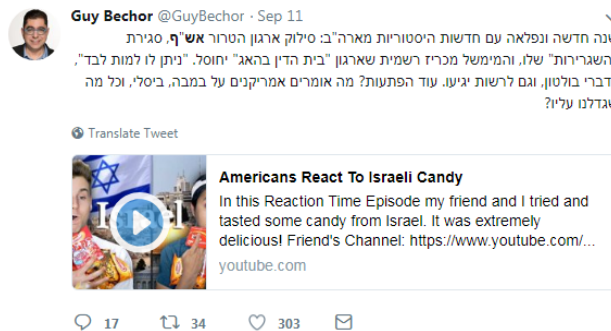 Guy Bechor @GuyBechor · Sep 11
שנה חדשה ונפלאה עם חדשות היסטוריות מארה"ב: סילוק ארגון הטרור אש"ף, סגירת
השגרירות" שלו, והמימשל מכריז רשמית שארגון "בית הדין בהאג" יחוסל. "ניתן לו למות לבד",
דברי בולטון, וגם לרשות יגיעו. עוד הפתעות? מה אומרים אמריקנים על במבה, ביסלי, וכל מה
שגדלנו עליו?
Translate Tweet
Americans React To Israeli Candy
In this Reaction Time Episode my friend and I tried and
tasted some candy from Israel. It was extremely
delicious! Friend's Channel: https://www.youtube.com/...
youtube.com
17 34 303